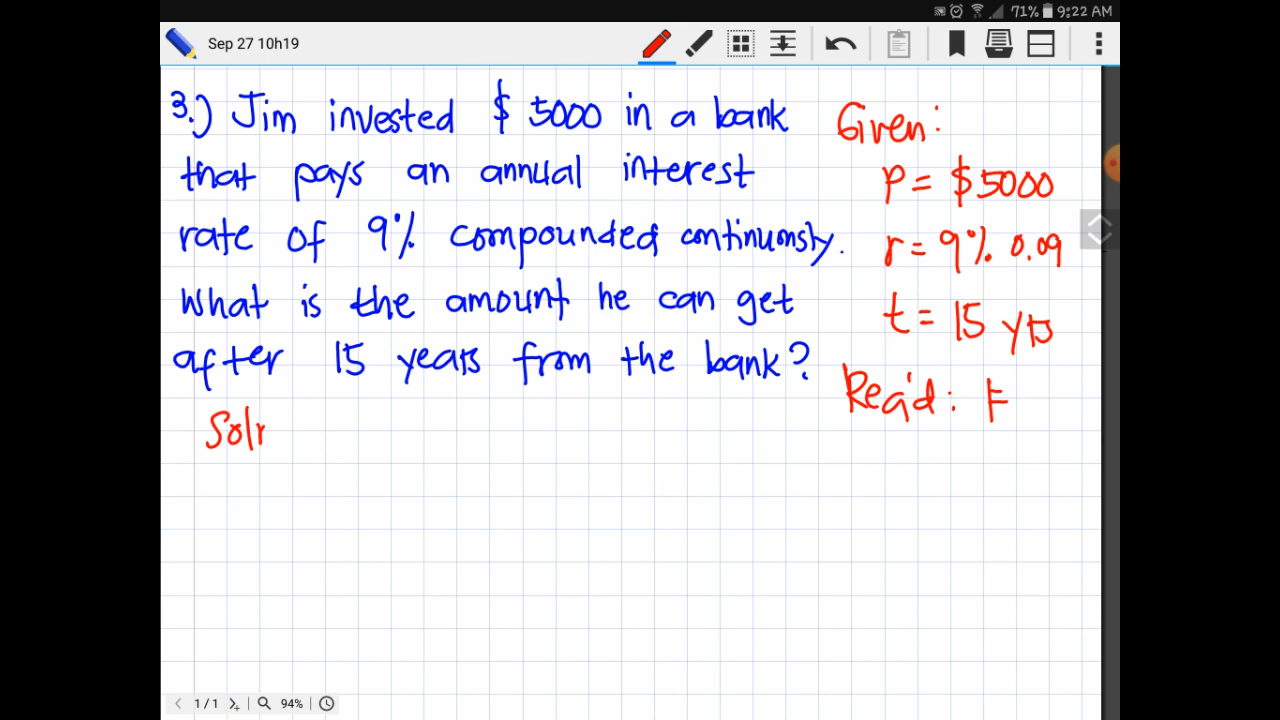 71% 9:22 AM
Sep 27 10h19
3.) Jim invested $ 5000 in a bank
that pays an annual interest
rate of 9% compounded continuously.
What is the amount he can get
after 15 years from the bank?
Soln
Given:
P = $5000
r = 9% 0.09
t = 15 yrs
Req'd: F
1 / 1 94%